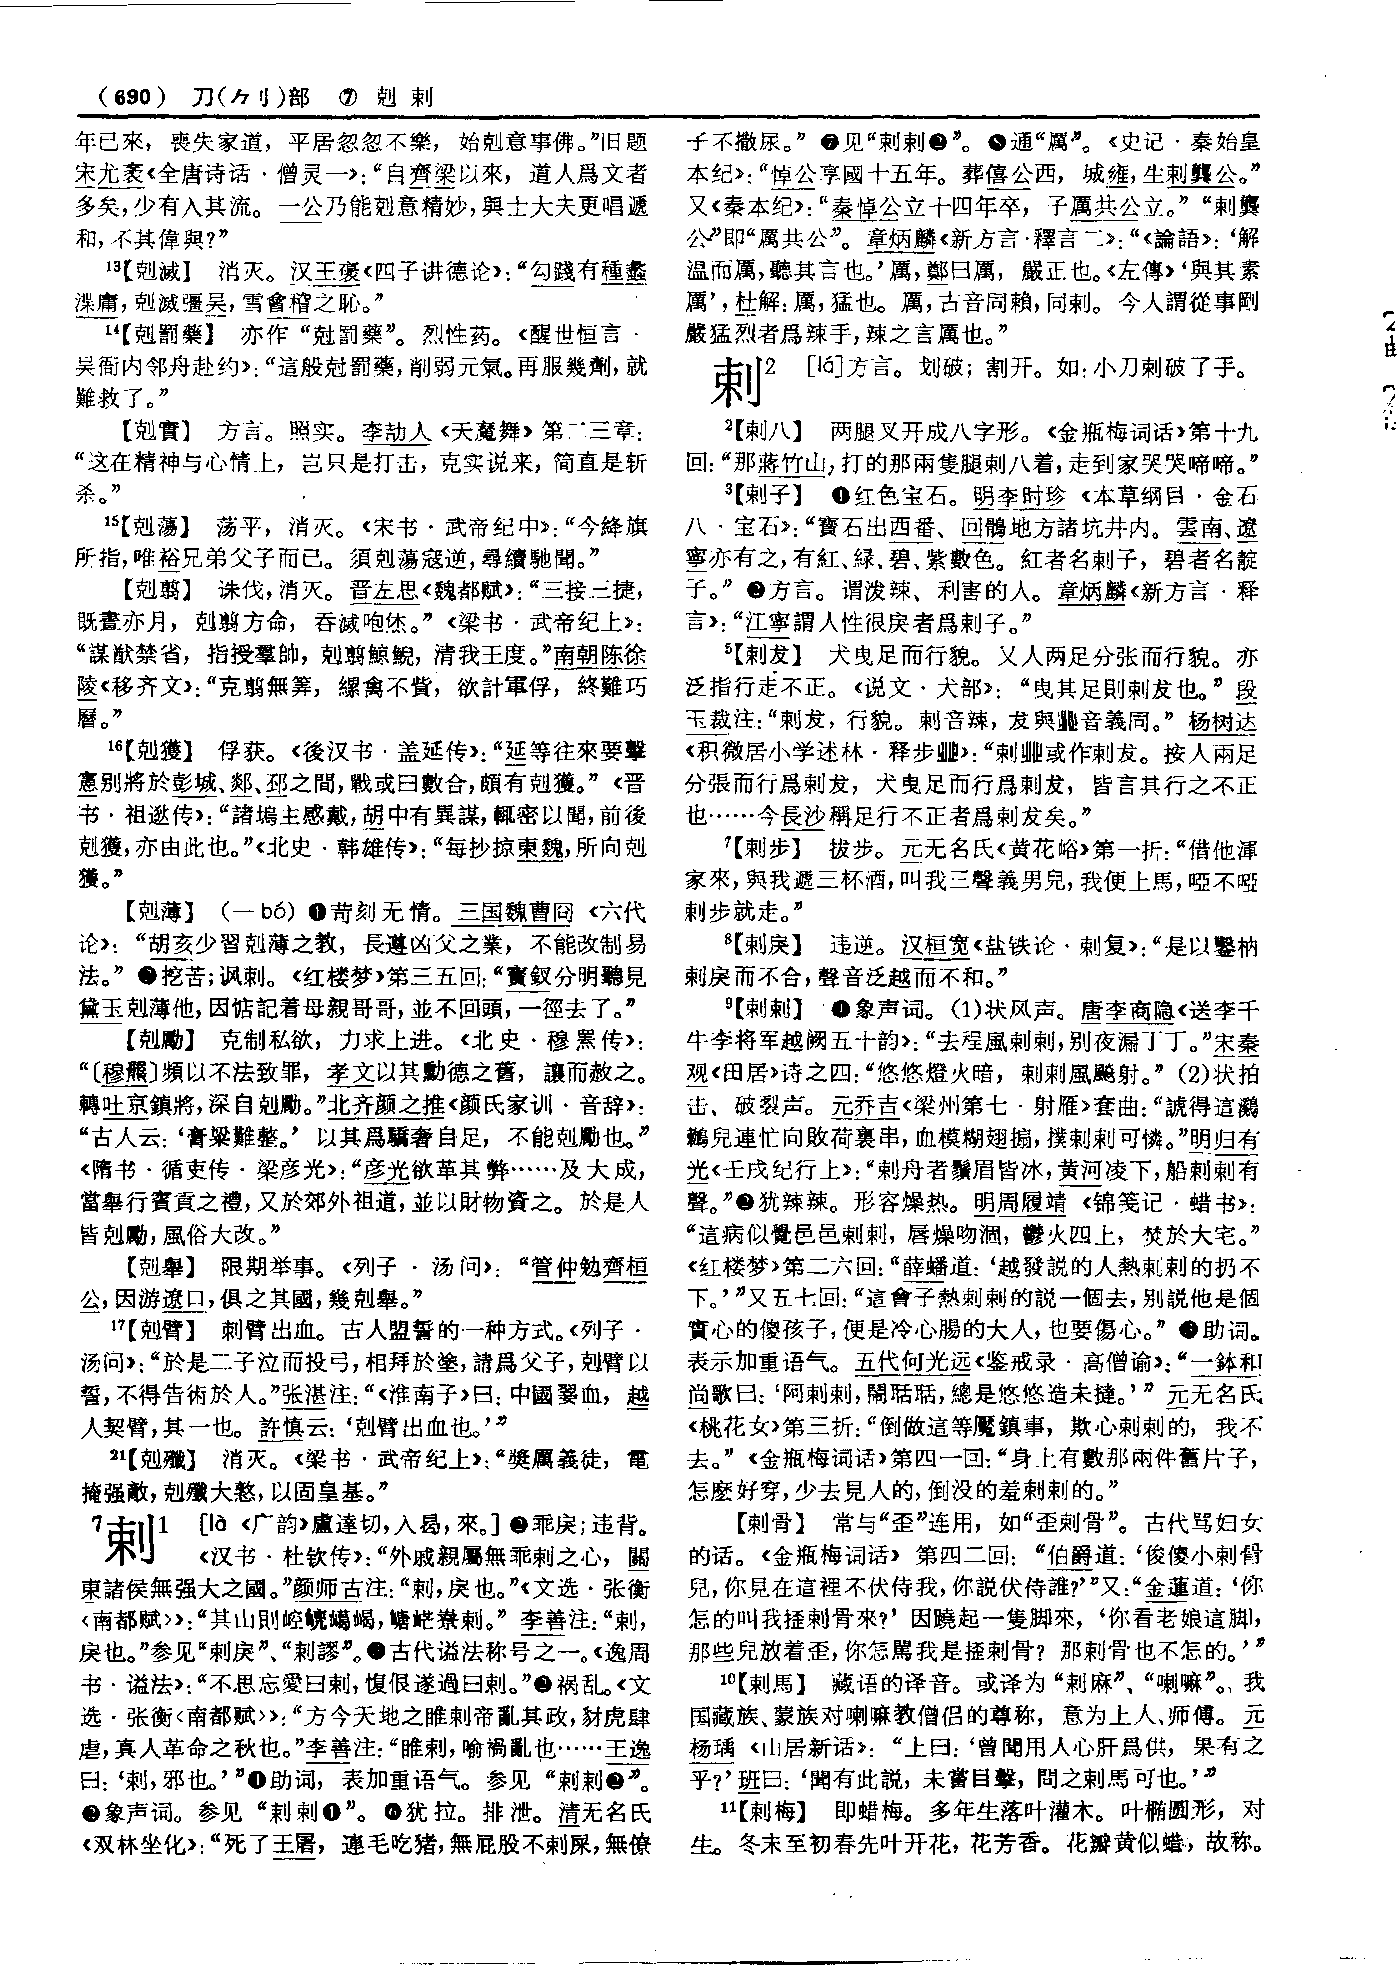 （690） 刀(⺈刂)部 ⑦ 剋 剌
年已來，喪失家道，平居忽忽不樂，始剋意事佛。”旧题
宋尤袤《全唐诗话·僧灵一》：“自齊梁以來，道人爲文者
多矣，少有入其流。一公乃能剋意精妙，與士大夫更唱遞
和，不其偉與？”
13【剋滅】 消灭。汉王褒《四子讲德论》：“勾踐有種蠡
渫庸，剋滅彊吴，雪會稽之恥。”
14【剋罰藥】 亦作“尅罰藥”。烈性药。《醒世恒言·
吴衙内邻舟赴约》：“這般尅罰藥，削弱元氣。再服幾劑，就
難救了。”
【剋實】 方言。照实。李劼人《天魔舞》第二三章：
“这在精神与心情上，岂只是打击，克实说来，简直是斩
杀。”
15【剋蕩】 荡平，消灭。《宋书·武帝纪中》：“今絳旗
所指，唯裕兄弟父子而已。須剋蕩寇逆，尋續馳聞。”
【剋翦】 诛伐，消灭。晋左思《魏都赋》：“三接三捷，
既晝亦月，剋翦方命，吞滅咆烋。”《梁书·武帝纪上》：
“謀猷禁省，指授羣帥，剋翦鯨鯢，清我王度。”南朝陈徐
陵《移齐文》：“克翦無筭，縲禽不貲，欲計軍俘，終難巧
曆。”
16【剋獲】 俘获。《後汉书·盖延传》：“延等往來要擊
憲别將於彭城、郯、邳之間，戰或日數合，頗有剋獲。”《晋
书·祖逖传》：“諸塢主感戴，胡中有異謀，輒密以聞，前後
剋獲，亦由此也。”《北史·韩雄传》：“每抄掠東魏，所向剋
獲。”
【剋薄】 （一bó）❶苛刻无情。三国魏曹冏《六代
论》：“胡亥少習剋薄之教，長遵凶父之業，不能改制易
法。”❷挖苦；讽刺。《红楼梦》第三五回：“寶釵分明聽見
黛玉剋薄他，因惦記着母親哥哥，並不回頭，一徑去了。”
【剋勵】 克制私欲，力求上进。《北史·穆罴传》：
“〔穆羆〕頻以不法致罪，孝文以其勳德之舊，讓而赦之。
轉吐京鎮將，深自剋勵。”北齐颜之推《颜氏家训·音辞》：
“古人云：‘膏粱難整。’以其爲驕奢自足，不能剋勵也。”
《隋书·循吏传·梁彦光》：“彦光欲革其弊……及大成，
當舉行賓貢之禮，又於郊外祖道，並以財物資之。於是人
皆剋勵，風俗大改。”
【剋舉】 限期举事。《列子·汤问》：“管仲勉齊桓
公，因游遼口，俱之其國，幾剋舉。”
17【剋臂】 刺臂出血。古人盟誓的一种方式。《列子·
汤问》：“於是二子泣而投弓，相拜於塗，請爲父子，剋臂以
誓，不得告術於人。”张湛注：“《淮南子》曰：中國歃血，越
人契臂，其一也。許慎云：‘剋臂出血也。’”
21【剋殲】 消灭。《梁书·武帝纪上》：“獎厲義徒，電
掩强敵，剋殲大憝，以固皇基。”
7剌1 [là 《广韵》盧達切，入曷，來。]❶乖戾；违背。
《汉书·杜钦传》：“外戚親屬無乖剌之心，關
東諸侯無强大之國。”颜师古注：“剌，戾也。”《文选·张衡
〈南都赋〉》：“其山則崆㟅嶱嵑，嵣㟐嶚剌。”李善注：“剌，
戾也。”参见“剌戾”、“剌謬”。❷古代谥法称号之一。《逸周
书·谥法》：“不思忘愛曰剌，愎佷遂過曰剌。”❸祸乱。《文
选·张衡〈南都赋〉》：“方今天地之睢剌帝亂其政，豺虎肆
虐，真人革命之秋也。”李善注：“睢剌，喻禍亂也……王逸
曰：‘剌，邪也。’”❹助词，表加重语气。参见“剌剌❸”。
❺象声词。参见“剌剌❶”。❻犹拉。排泄。清无名氏
《双林坐化》：“死了王屠，連毛吃猪，無屁股不剌屎，無僚
子不撒尿。”❼见“剌剌❷”。❽通“厲”。《史记·秦始皇
本纪》：“悼公享國十五年。葬僖公西，城雍，生剌龔公。”
又《秦本纪》：“秦悼公立十四年卒，子厲共公立。”“剌龔
公”即“厲共公”。章炳麟《新方言·釋言二》：“《論語》：‘解
温而厲，聽其言也。’厲，鄭曰厲，嚴正也。《左傳》‘與其素
厲’，杜解：厲，猛也。厲，古音同賴，同剌。今人謂從事剛
嚴猛烈者爲辣手，辣之言厲也。”
剌2 [lá]方言。划破；割开。如：小刀剌破了手。
2【剌八】 两腿叉开成八字形。《金瓶梅词话》第十九
回：“那蔣竹山，打的那兩隻腿剌八着，走到家哭哭啼啼。”
3【剌子】 ❶红色宝石。明李时珍《本草纲目·金石
八·宝石》：“寶石出西番、回鶻地方諸坑井内。雲南、遼
寧亦有之，有紅、緑、碧、紫數色。紅者名剌子，碧者名靛
子。”❷方言。谓泼辣、利害的人。章炳麟《新方言·释
言》：“江寧謂人性很戾者爲剌子。”
5【剌犮】 犬曳足而行貌。又人两足分张而行貌。亦
泛指行走不正。《说文·犬部》：“曳其足則剌犮也。”段
玉裁注：“剌犮，行貌。剌音辣，犮與癶音義同。”杨树达
《积微居小学述林·释步癶》：“剌癶或作剌犮。按人兩足
分張而行爲剌犮，犬曳足而行爲剌犮，皆言其行之不正
也……今長沙稱足行不正者爲剌犮矣。”
7【剌步】 拔步。元无名氏《黄花峪》第一折：“借他渾
家來，與我遞三杯酒，叫我三聲義男兒，我便上馬，啞不啞
剌步就走。”
8【剌戾】 违逆。汉桓宽《盐铁论·刺复》：“是以鑿枘
剌戾而不合，聲音泛越而不和。”
9【剌剌】 ❶象声词。(1)状风声。唐李商隐《送李千
牛李将军越阙五十韵》：“去程風剌剌，别夜漏丁丁。”宋秦
观《田居》诗之四：“悠悠燈火暗，剌剌風飈射。”(2)状拍
击、破裂声。元乔吉《梁州第七·射雁》套曲：“諕得這鸂
鶒兒連忙向敗荷裏串，血模糊翅搧，撲剌剌可憐。”明归有
光《壬戌纪行上》：“剌舟者鬚眉皆冰，黄河凌下，船剌剌有
聲。”❷犹辣辣。形容燥热。明周履靖《锦笺记·蜡书》：
“這病似覺邑邑剌剌，唇燥吻涸，鬱火四上，焚於大宅。”
《红楼梦》第二六回：“薛蟠道：‘越發説的人熱剌剌的扔不
下。’”又五七回：“這會子熱剌剌的説一個去，别説他是個
實心的傻孩子，便是冷心腸的大人，也要傷心。”❸助词。
表示加重语气。五代何光远《鉴戒录·高僧谕》：“一鉢和
尚歌曰：‘阿剌剌，鬧聒聒，總是悠悠造未撻。’”元无名氏
《桃花女》第三折：“倒做這等魘鎮事，欺心剌剌的，我不
去。”《金瓶梅词话》第四一回：“身上有數那兩件舊片子，
怎麽好穿，少去見人的，倒没的羞剌剌的。”
【剌骨】 常与“歪”连用，如“歪剌骨”。古代骂妇女
的话。《金瓶梅词话》第四二回：“伯爵道：‘俊傻小剌骨
兒，你見在這裡不伏侍我，你説伏侍誰？’”又：“金蓮道：‘你
怎的叫我㧜剌骨來？’因蹺起一隻脚來，‘你看老娘這脚，
那些兒放着歪，你怎罵我是㧜剌骨？那剌骨也不怎的。’”
10【剌馬】 藏语的译音。或译为“剌麻”、“喇嘛”。我
国藏族、蒙族对喇嘛教僧侣的尊称，意为上人、师傅。元
杨瑀《山居新话》：“上曰：‘曾聞用人心肝爲供，果有之
乎？’班曰：‘聞有此説，未嘗目擊，問之剌馬可也。’”
11【剌梅】 即蜡梅。多年生落叶灌木。叶椭圆形，对
生。冬末至初春先叶开花，花芳香。花瓣黄似蜡，故称。